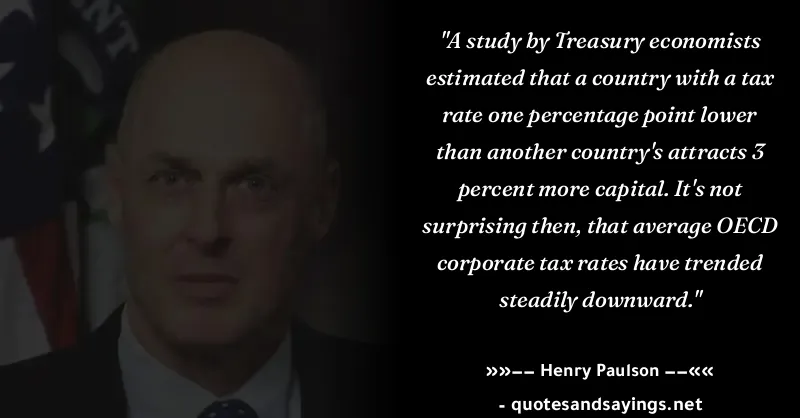 ENT
"A study by Treasury economists
estimated that a country with a tax
rate one percentage point lower
than another country's attracts 3
percent more capital. It's not
surprising then, that average OECD
corporate tax rates have trended
steadily downward."
»»−− Henry Paulson −−««
- quotesandsayings.net